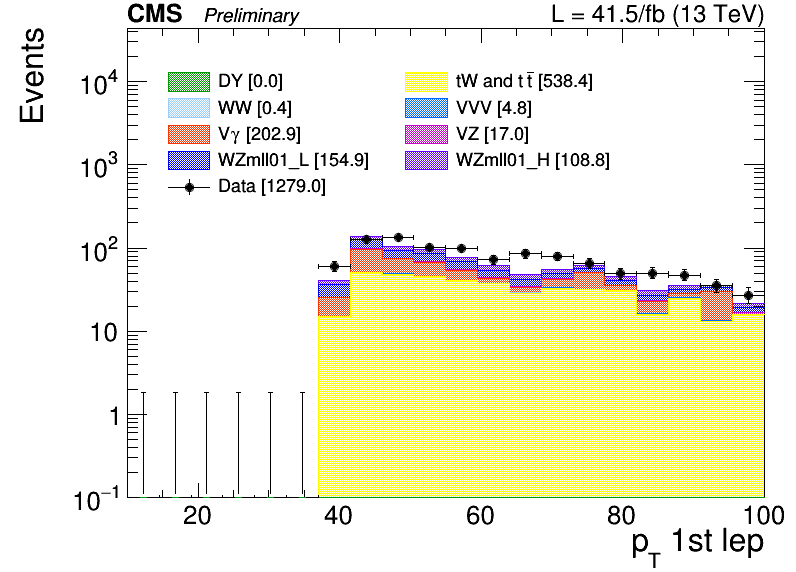 CMS Preliminary L = 41.5/fb (13 TeV)
Events
DY [0.0] tW and tt̄ [538.4]
WW [0.4] VVV [4.8]
Vγ [202.9] VZ [17.0]
WZmll01_L [154.9] WZmll01_H [108.8]
Data [1279.0]
10⁴
10³
10²
10
1
10⁻¹
20 40 60 80 100
p_T 1st lep